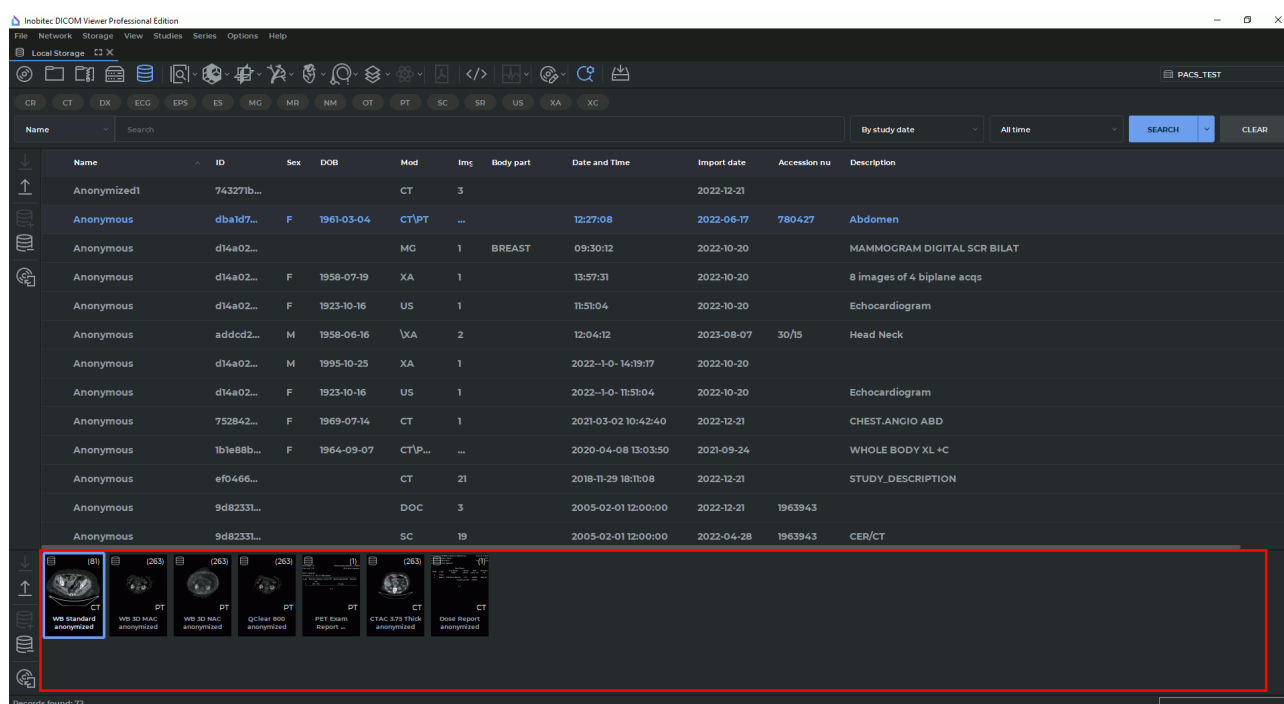 Inobitec DICOM Viewer Professional Edition
File Network Storage View Studies Series Options Help
Local Storage
PACS_TEST
CR CT DX ECG EPS ES MG MR NM OT PT SC SR US XA XC
Name Search By study date All time SEARCH CLEAR
Name ID Sex DOB Mod Img Body part Date and Time Import date Accession nu Description
Anonymized1 743271b... CT 3 2022-12-21
Anonymous dba1d7... F 1961-03-04 CT\PT ... 12:27:08 2022-06-17 780427 Abdomen
Anonymous d14a02... MG 1 BREAST 09:30:12 2022-10-20 MAMMOGRAM DIGITAL SCR BILAT
Anonymous d14a02... F 1958-07-19 XA 1 13:57:31 2022-10-20 8 images of 4 biplane acqs
Anonymous d14a02... F 1923-10-16 US 1 11:51:04 2022-10-20 Echocardiogram
Anonymous addcd2... M 1958-06-16 \XA 2 12:04:12 2023-08-07 30/15 Head Neck
Anonymous d14a02... M 1995-10-25 XA 1 2022--1-0- 14:19:17 2022-10-20
Anonymous d14a02... F 1923-10-16 US 1 2022--1-0- 11:51:04 2022-10-20 Echocardiogram
Anonymous 752842... F 1969-07-14 CT 1 2021-03-02 10:42:40 2022-12-21 CHEST.ANGIO ABD
Anonymous 1b1e88b... F 1964-09-07 CT\P... ... 2020-04-08 13:03:50 2021-09-24 WHOLE BODY XL +C
Anonymous ef0466... CT 21 2018-11-29 18:11:08 2022-12-21 STUDY_DESCRIPTION
Anonymous 9d82331... DOC 3 2005-02-01 12:00:00 2022-12-21 1963943
Anonymous 9d82331... SC 19 2005-02-01 12:00:00 2022-04-28 1963943 CER/CT
(81) (263) (263) (263) (1) (263) (1)
CT PT PT PT PT CT CT
WB Standard WB 3D MAC WB 3D NAC QClear 800 PET Exam CTAC 3.75 Thick Dose Report
anonymized anonymized anonymized anonymized Report ... anonymized anonymized
Records found: 73